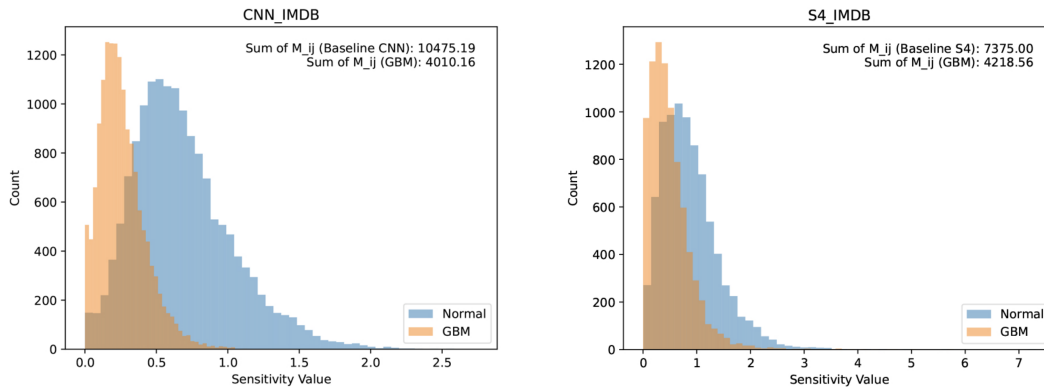 CNN_IMDB
Sum of M_ij (Baseline CNN): 10475.19
Sum of M_ij (GBM): 4010.16
1200
1000
800
600
400
200
0
Count
0.0 0.5 1.0 1.5 2.0 2.5
Sensitivity Value
Normal
GBM
S4_IMDB
Sum of M_ij (Baseline S4): 7375.00
Sum of M_ij (GBM): 4218.56
1200
1000
800
600
400
200
0
Count
0 1 2 3 4 5 6 7
Sensitivity Value
Normal
GBM